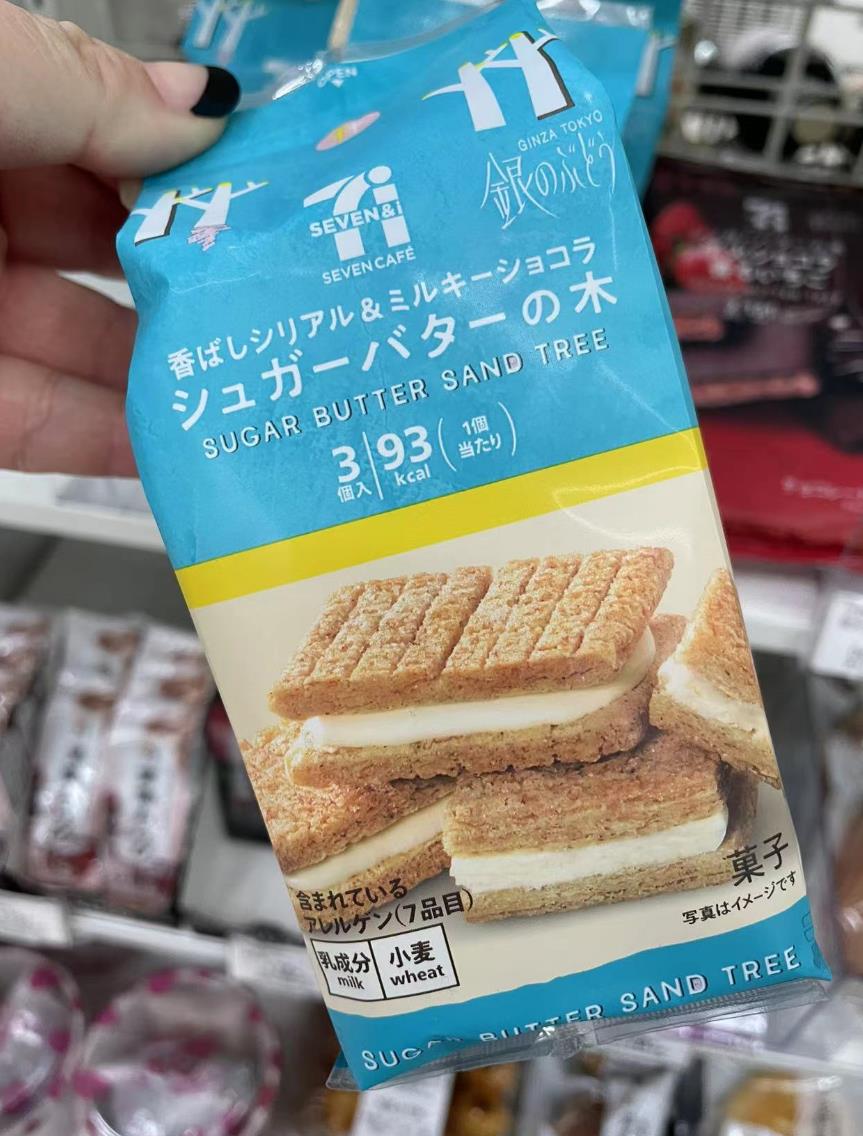 OPEN
GINZA TOKYO
銀のぶどう
SEVEN&i
SEVEN CAFÉ
香ばしシリアル&ミルキーショコラ
シュガーバターの木
SUGAR BUTTER SAND TREE
3個入
93kcal
(1個当たり)
菓子
写真はイメージです
含まれている
アレルゲン(7品目)
乳成分 小麦
milk wheat
SUGAR BUTTER SAND TREE